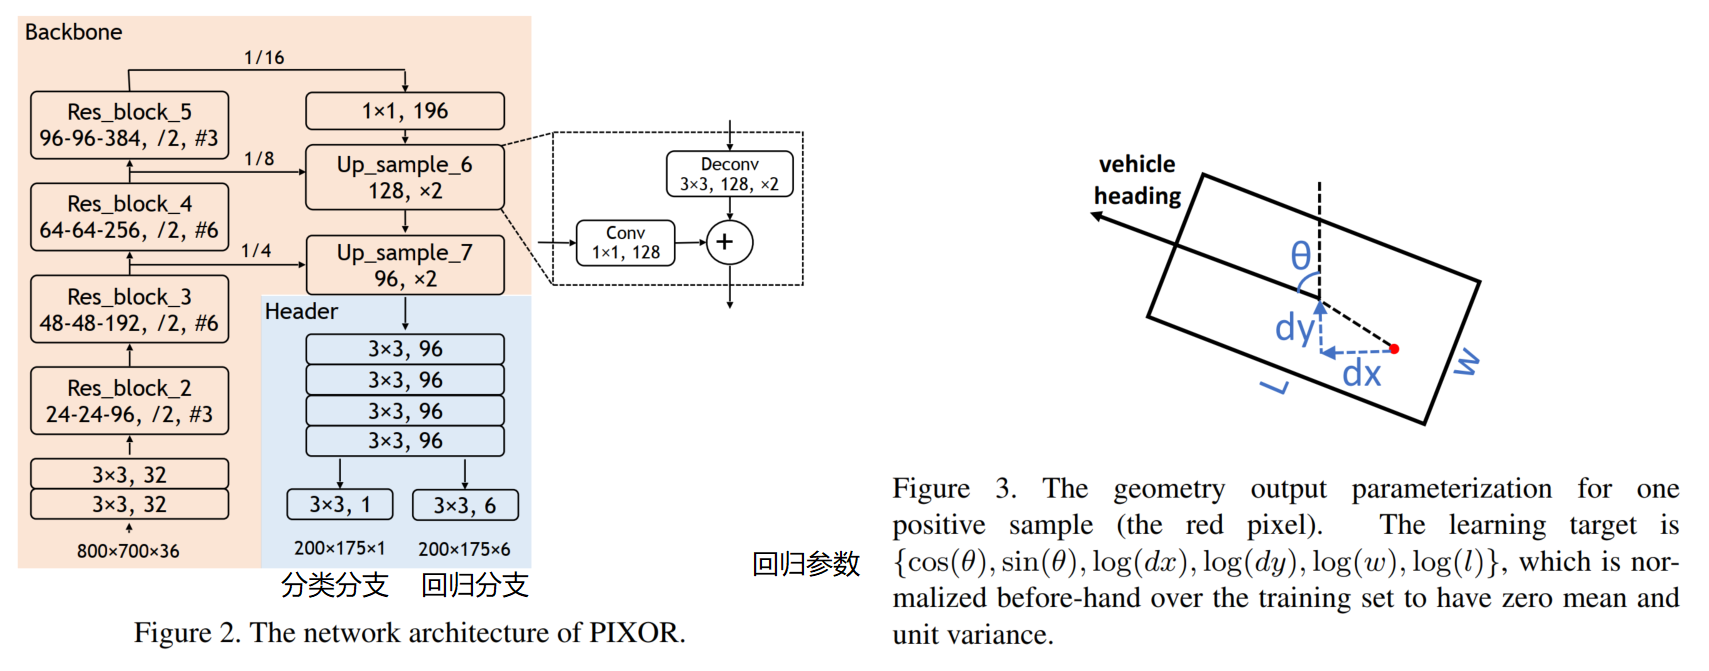 Backbone
1/16
Res_block_5
96-96-384, /2, #3
1×1, 196
1/8
Up_sample_6
128, ×2
Res_block_4
64-64-256, /2, #6
1/4
Up_sample_7
96, ×2
Res_block_3
48-48-192, /2, #6
Res_block_2
24-24-96, /2, #3
3×3, 32
3×3, 32
800×700×36
Header
3×3, 96
3×3, 96
3×3, 96
3×3, 96
3×3, 1
3×3, 6
200×175×1
200×175×6
分类分支
回归分支
Deconv
3×3, 128, ×2
Conv
1×1, 128
+
Figure 2. The network architecture of PIXOR.
vehicle
heading
θ
dy
dx
L
W
回归参数
Figure 3. The geometry output parameterization for one
positive sample (the red pixel). The learning target is
{cos(θ), sin(θ), log(dx), log(dy), log(w), log(l)}, which is nor-
malized before-hand over the training set to have zero mean and
unit variance.